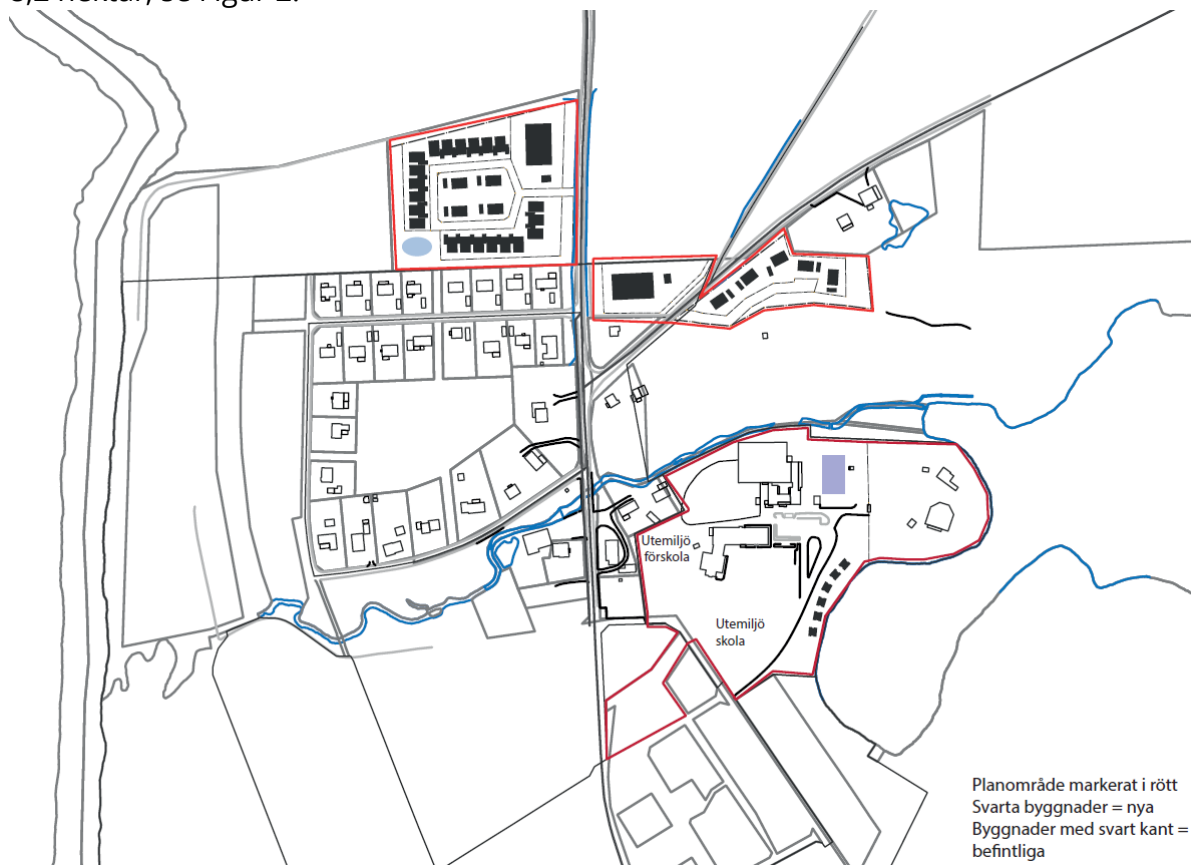 Utemiljö
förskola
Utemiljö
skola
Planområde markerat i rött
Svarta byggnader = nya
Byggnader med svart kant =
befintliga